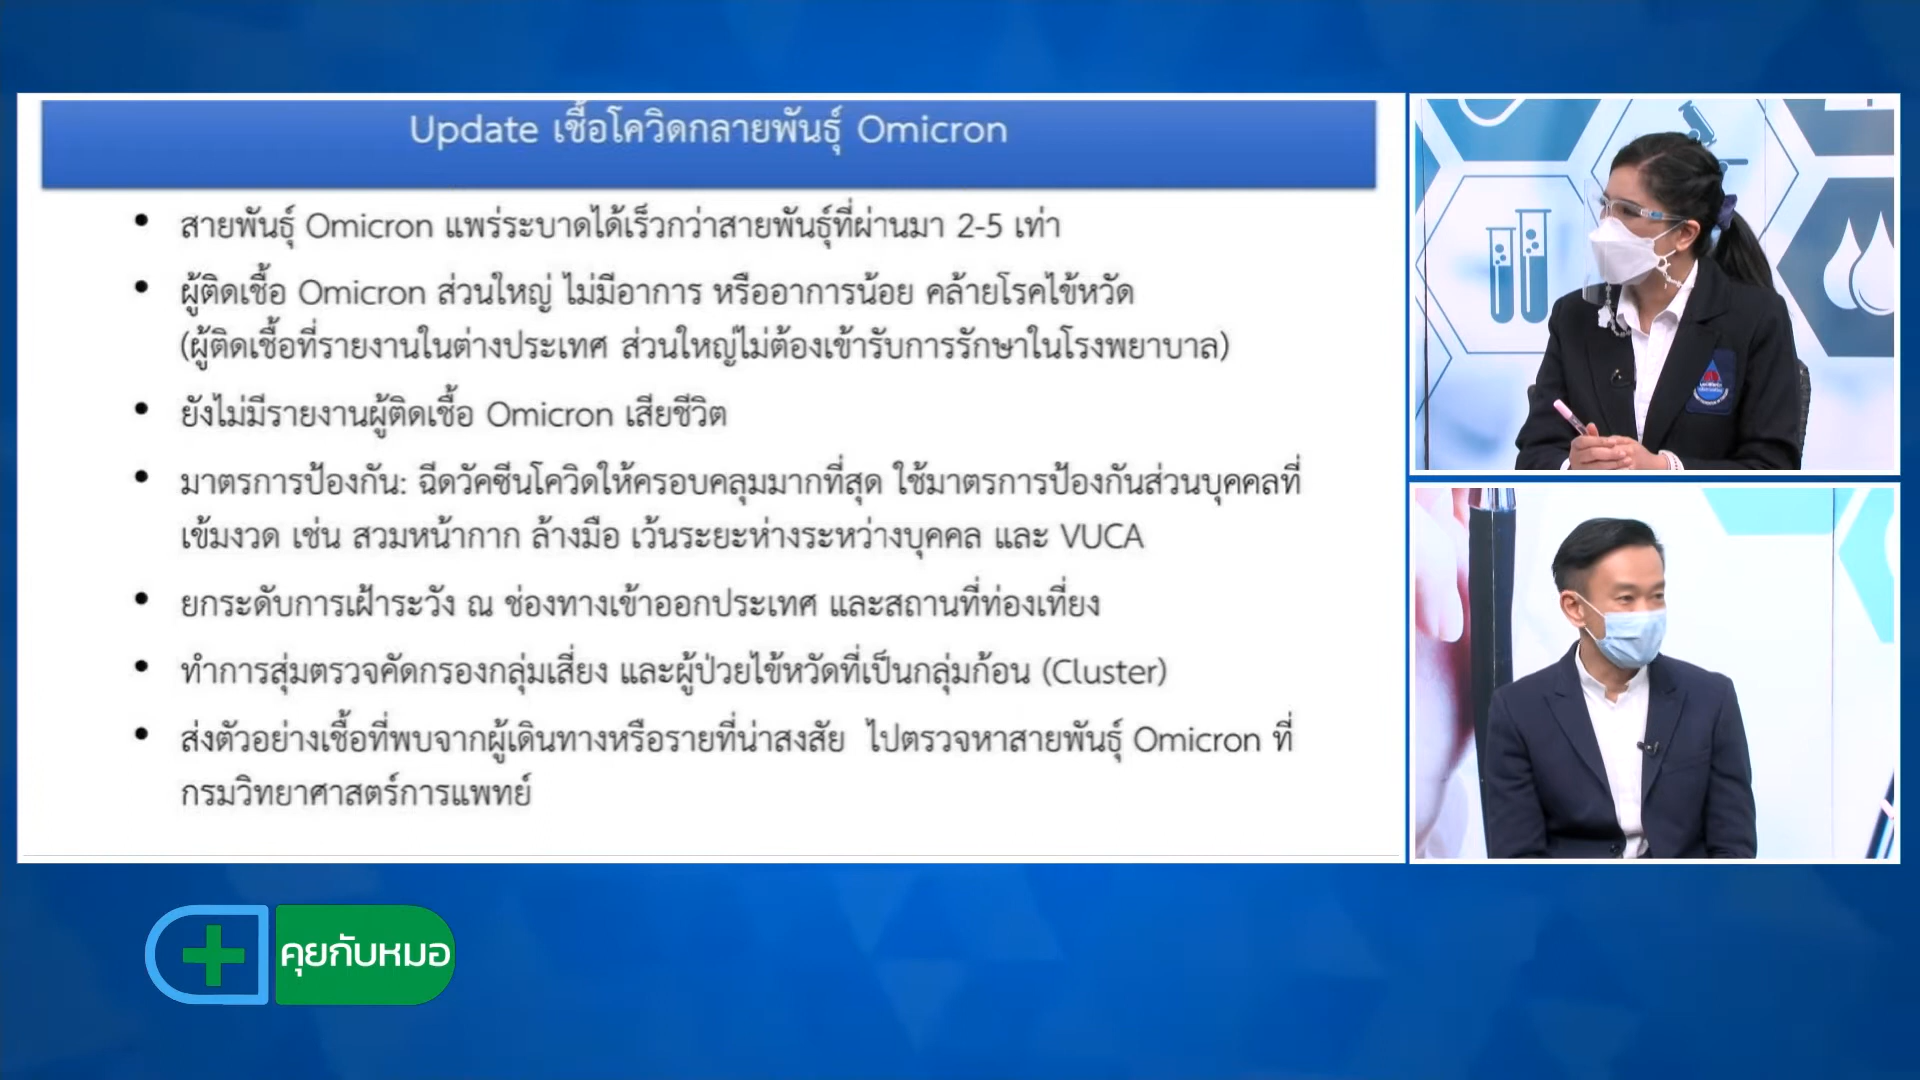 Update เชื้อโควิดกลายพันธุ์ Omicron
• สายพันธุ์ Omicron แพร่ระบาดได้เร็วกว่าสายพันธุ์ที่ผ่านมา 2-5 เท่า
• ผู้ติดเชื้อ Omicron ส่วนใหญ่ ไม่มีอาการ หรืออาการน้อย คล้ายโรคไข้หวัด
(ผู้ติดเชื้อที่รายงานในต่างประเทศ ส่วนใหญ่ไม่ต้องเข้ารับการรักษาในโรงพยาบาล)
• ยังไม่มีรายงานผู้ติดเชื้อ Omicron เสียชีวิต
• มาตรการป้องกัน: ฉีดวัคซีนโควิดให้ครอบคลุมมากที่สุด ใช้มาตรการป้องกันส่วนบุคคลที่
เข้มงวด เช่น สวมหน้ากาก ล้างมือ เว้นระยะห่างระหว่างบุคคล และ VUCA
• ยกระดับการเฝ้าระวัง ณ ช่องทางเข้าออกประเทศ และสถานที่ท่องเที่ยง
• ทำการสุ่มตรวจคัดกรองกลุ่มเสี่ยง และผู้ป่วยไข้หวัดที่เป็นกลุ่มก้อน (Cluster)
• ส่งตัวอย่างเชื้อที่พบจากผู้เดินทางหรือรายที่น่าสงสัย ไปตรวจหาสายพันธุ์ Omicron ที่
กรมวิทยาศาสตร์การแพทย์
คุยกับหมอ